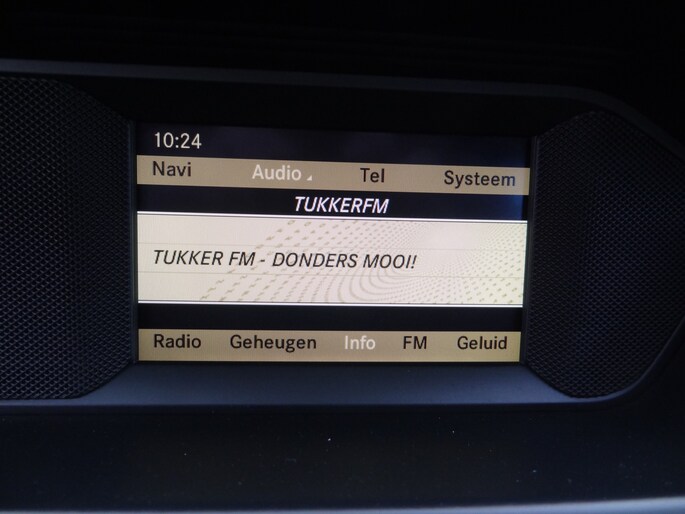 10:24
Navi Audio Tel Systeem
TUKKERFM
TUKKER FM - DONDERS MOOI!
Radio Geheugen Info FM Geluid